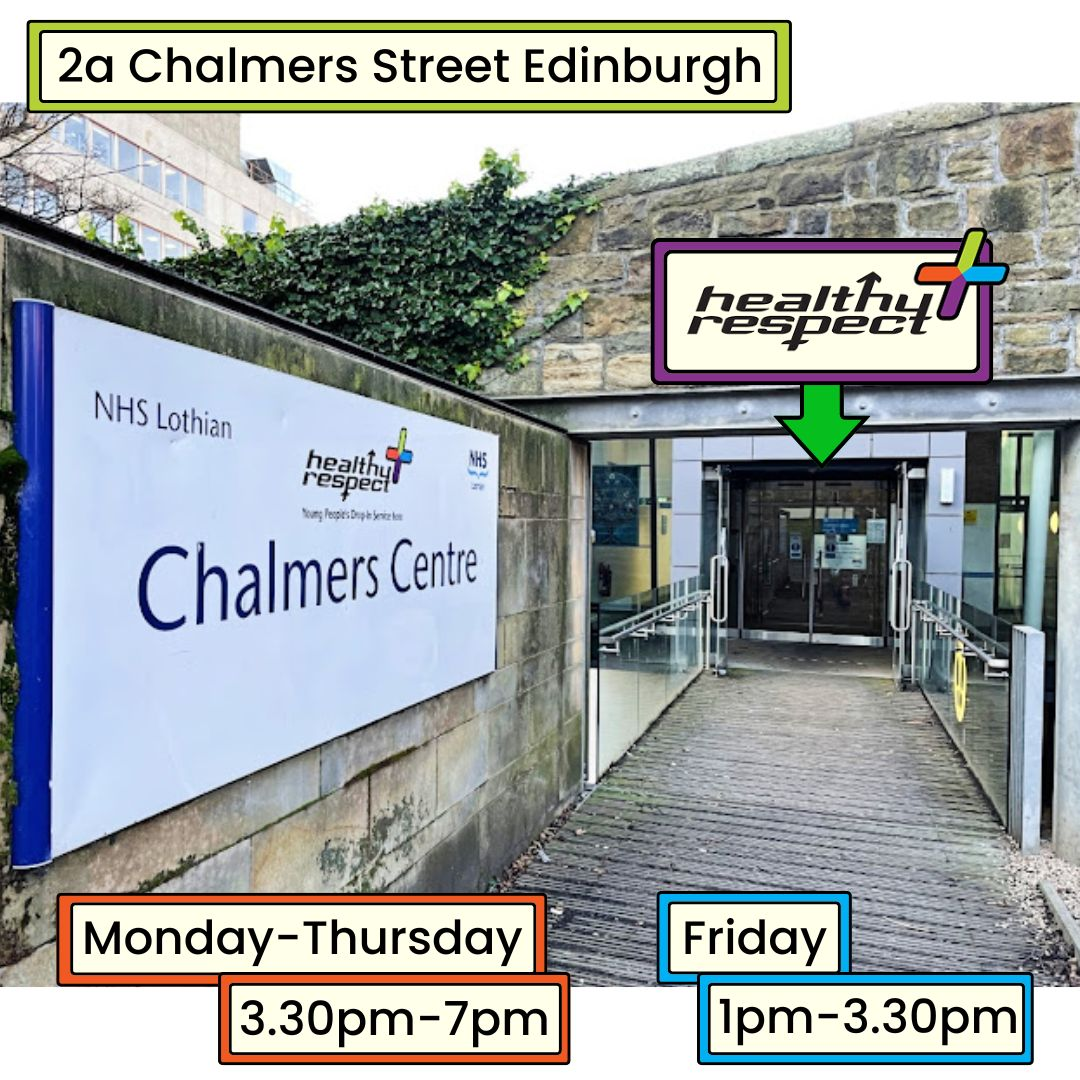 2a Chalmers Street Edinburgh
healthy
respect
NHS Lothian
healthy
respect
Young People's Drop-In Service here
NHS
Lothian
Chalmers Centre
Monday-Thursday
3.30pm-7pm
Friday
1pm-3.30pm